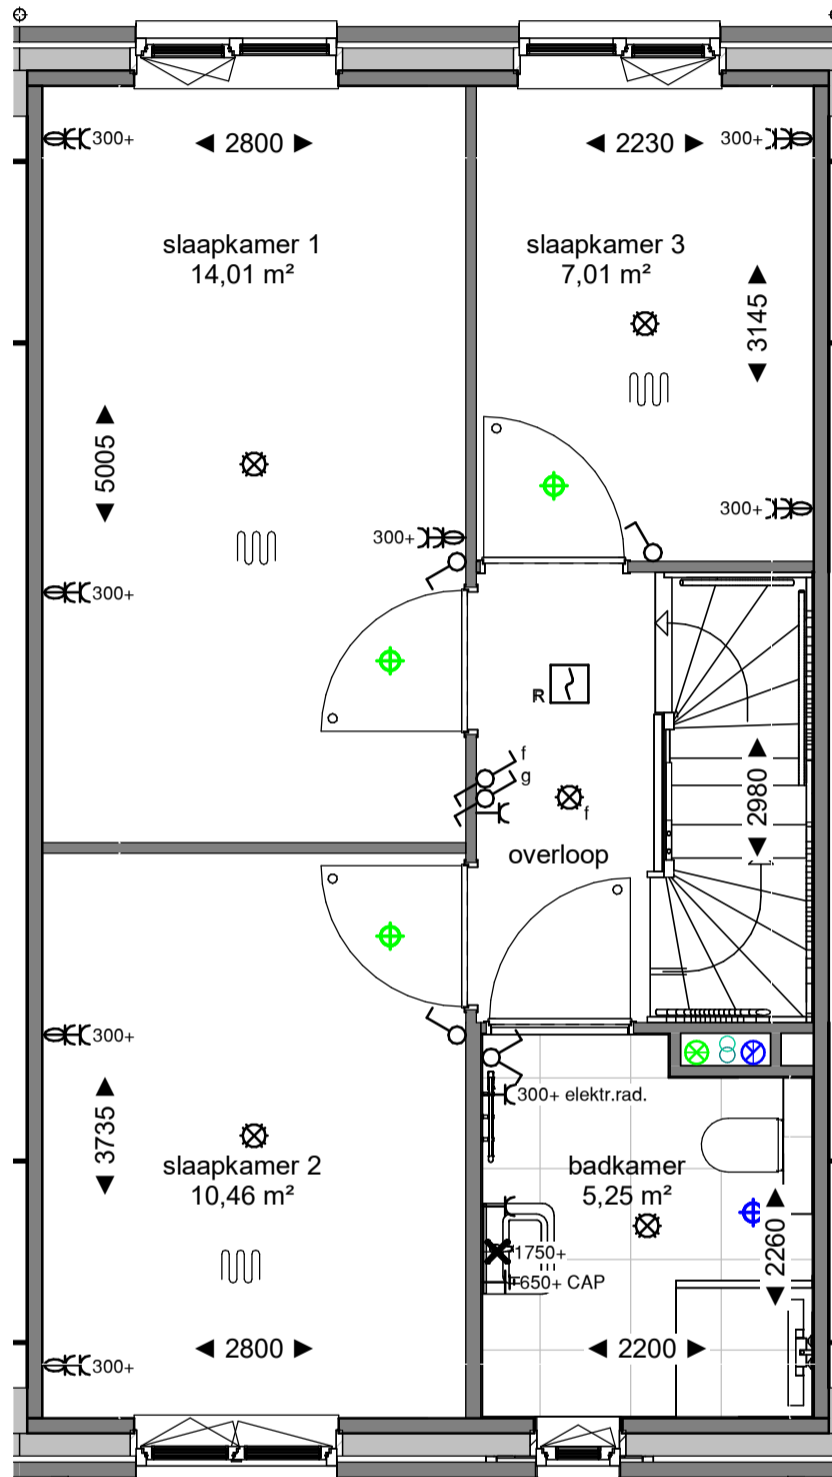 300+
2800
2230
300+
slaapkamer 1
14,01 m²
slaapkamer 3
7,01 m²
3145
5005
300+
300+
300+
R
f
g
f
2980
overloop
300+
300+ elektr.rad.
3735
slaapkamer 2
10,46 m²
badkamer
5,25 m²
2260
1750+
650+ CAP
2800
2200
300+